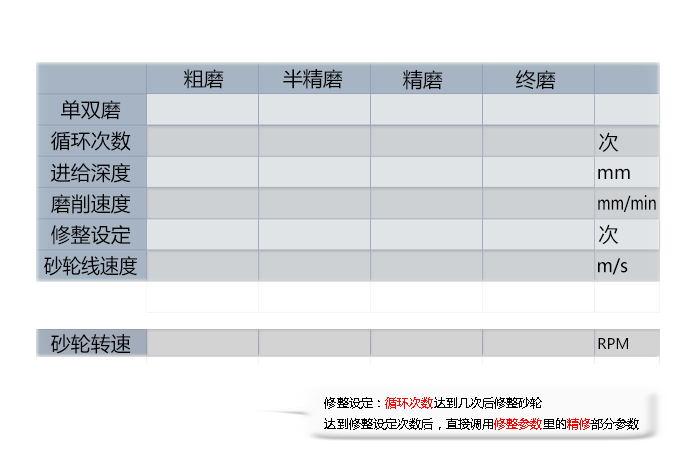 粗磨 半精磨 精磨 终磨
单双磨
循环次数 次
进给深度 mm
磨削速度 mm/min
修整设定 次
砂轮线速度 m/s
砂轮转速 RPM
修整设定：循环次数达到几次后修整砂轮
达到修整设定次数后，直接调用修整参数里的精修部分参数